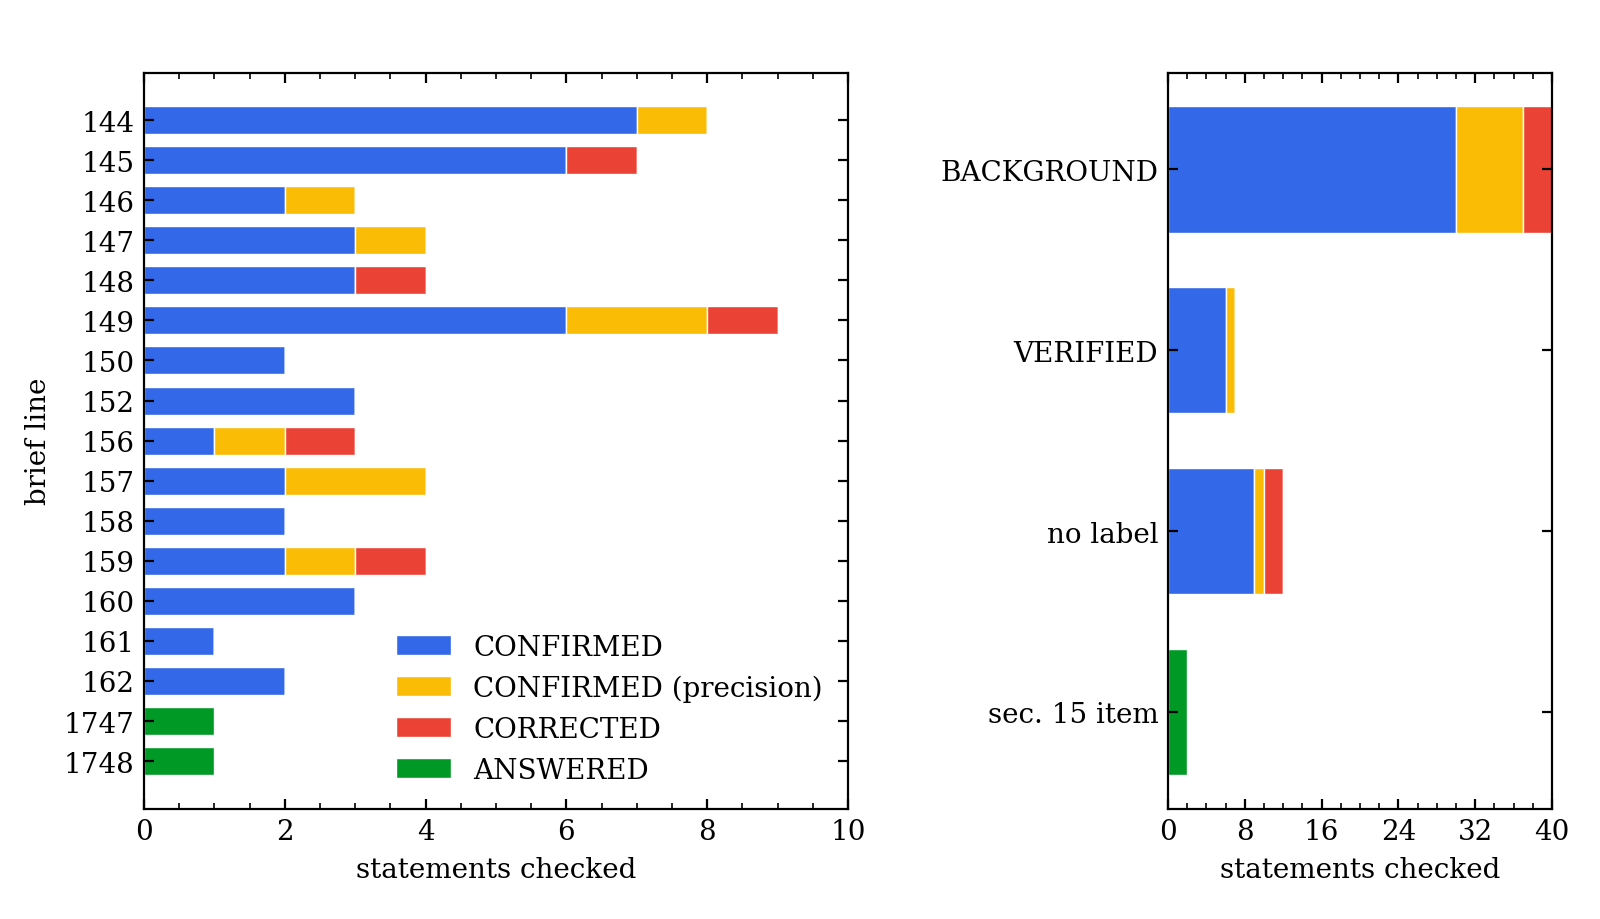 144
145
146
147
148
149
150
152
156
157
158
159
160
161
162
1747
1748
brief line
0 2 4 6 8 10
statements checked
CONFIRMED
CONFIRMED (precision)
CORRECTED
ANSWERED
BACKGROUND
VERIFIED
no label
sec. 15 item
0 8 16 24 32 40
statements checked